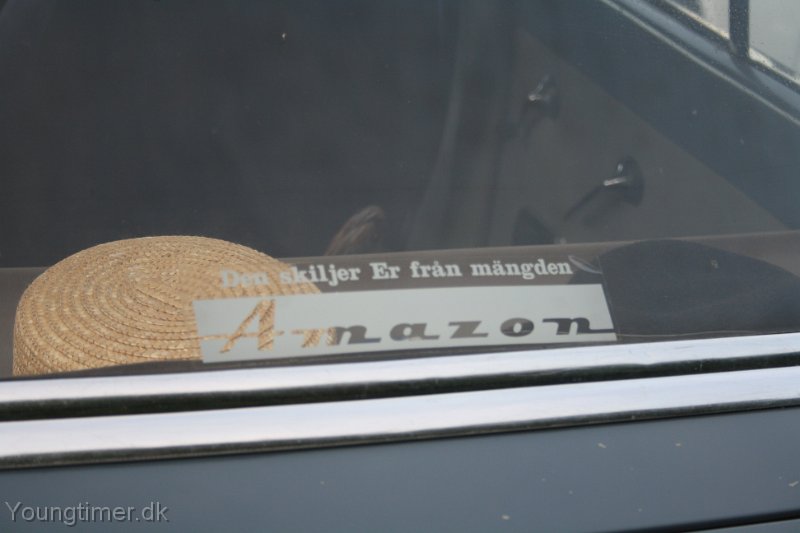 Den skiljer Er från mängden
Amazon
Youngtimer.dk